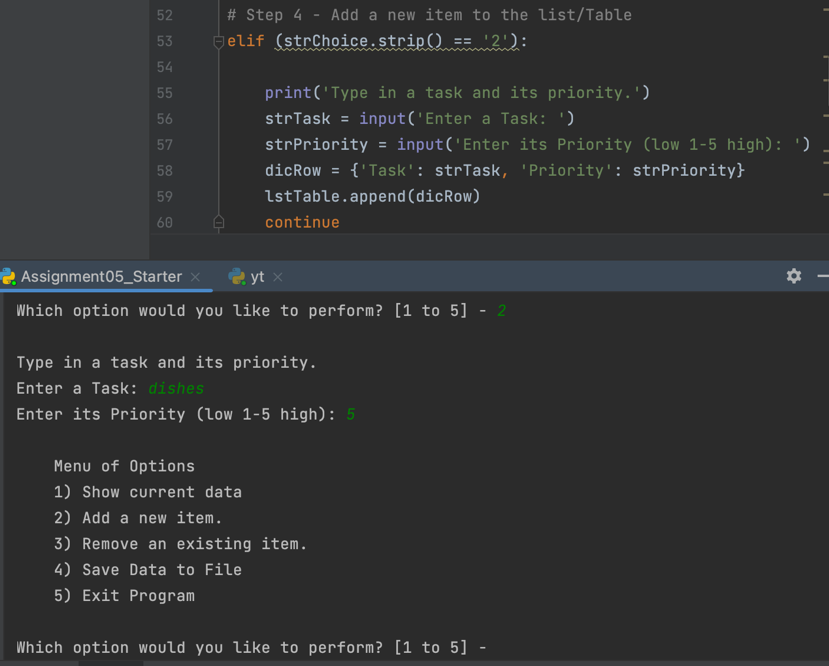 52 # Step 4 - Add a new item to the list/Table
53 elif (strChoice.strip() == '2'):
54
55 print('Type in a task and its priority.')
56 strTask = input('Enter a Task: ')
57 strPriority = input('Enter its Priority (low 1-5 high): ')
58 dicRow = {'Task': strTask, 'Priority': strPriority}
59 lstTable.append(dicRow)
60 continue
Assignment05_Starter yt
Which option would you like to perform? [1 to 5] - 2
Type in a task and its priority.
Enter a Task: dishes
Enter its Priority (low 1-5 high): 5
Menu of Options
1) Show current data
2) Add a new item.
3) Remove an existing item.
4) Save Data to File
5) Exit Program
Which option would you like to perform? [1 to 5] -